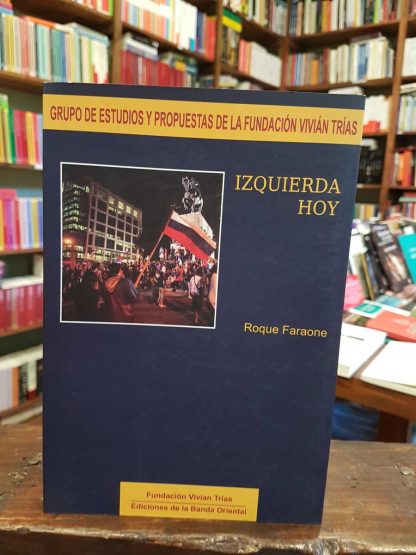 GRUPO DE ESTUDIOS Y PROPUESTAS DE LA FUNDACIÓN VIVIÁN TRÍAS
IZQUIERDA
HOY
Roque Faraone
Fundación Vivian Trías
Ediciones de la Banda Oriental